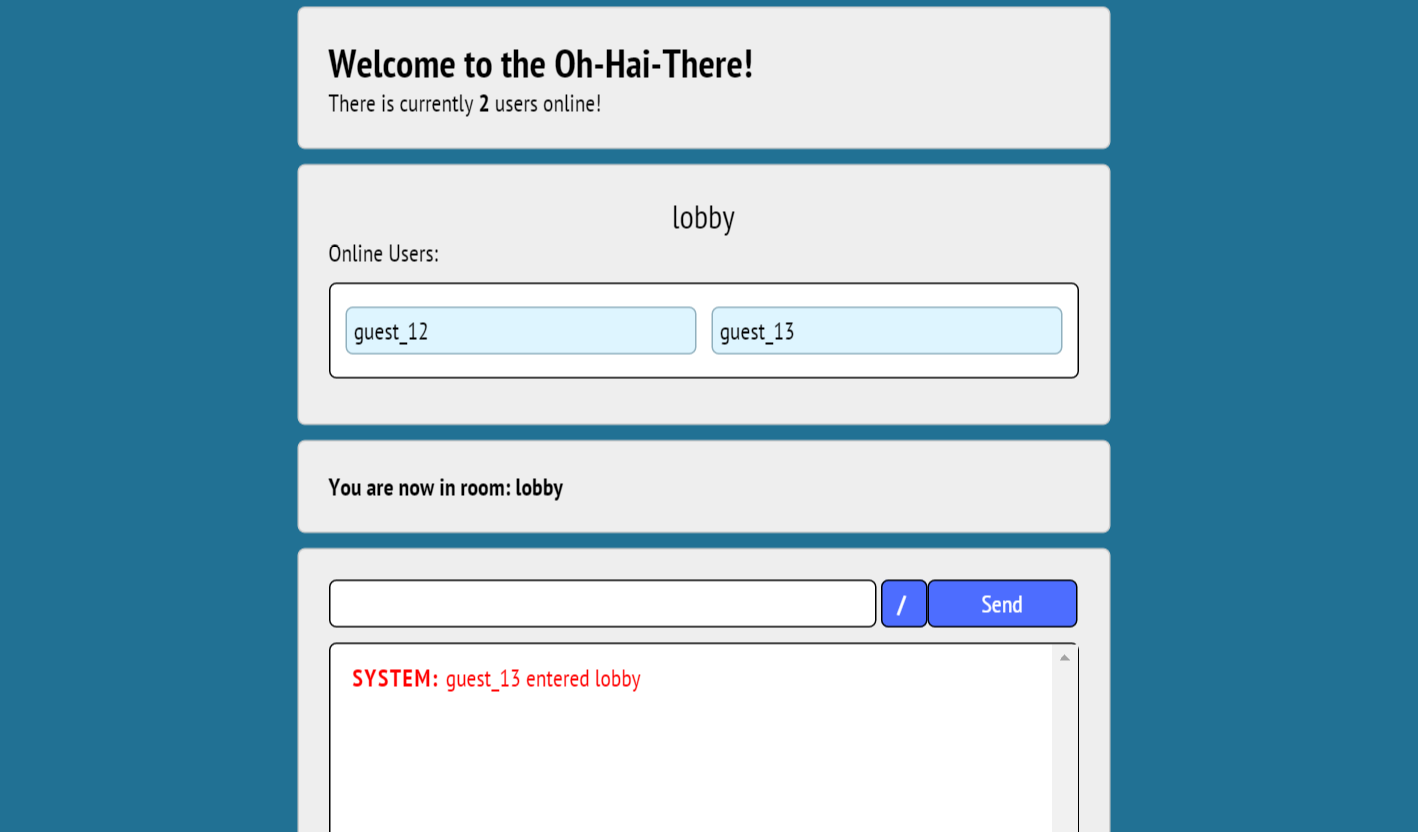 Welcome to the Oh-Hai-There!
There is currently 2 users online!
lobby
Online Users:
guest_12 guest_13
You are now in room: lobby
/ Send
SYSTEM: guest_13 entered lobby